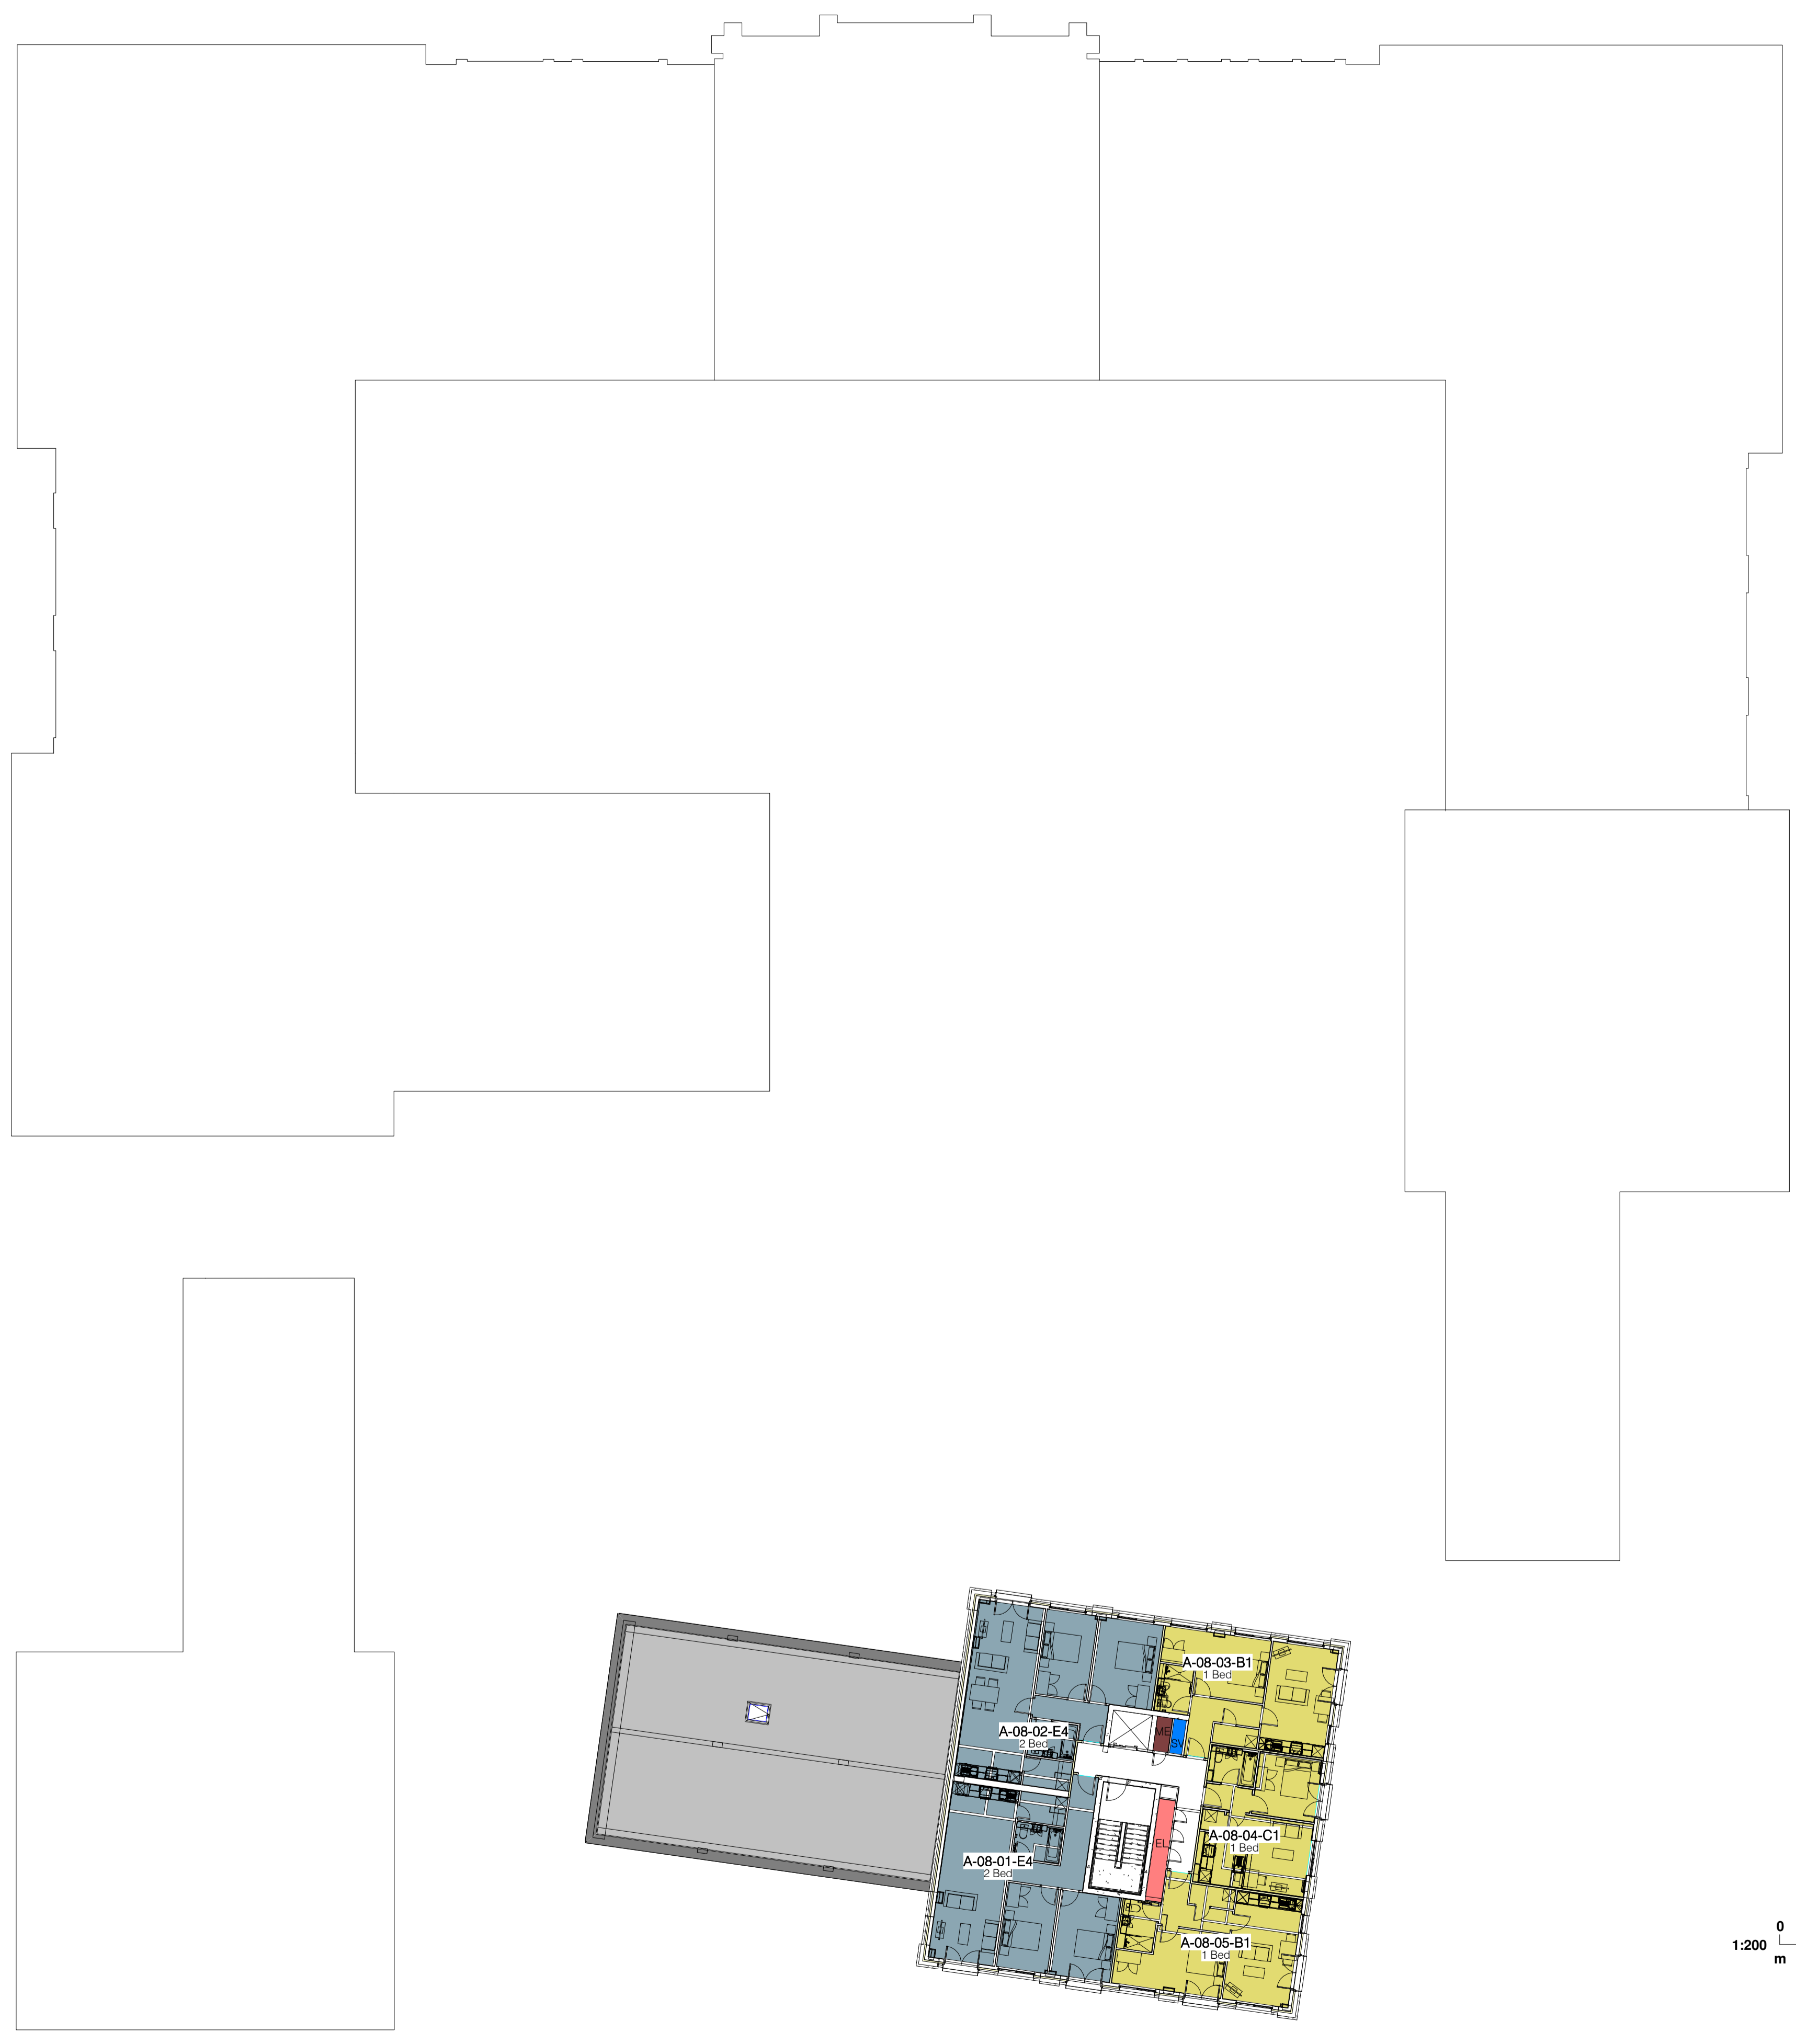 A-08-03-B1
1 Bed
A-08-02-E4
2 Bed
ME
SV
EL
A-08-04-C1
1 Bed
A-08-01-E4
2 Bed
A-08-05-B1
1 Bed
0
1:200
m